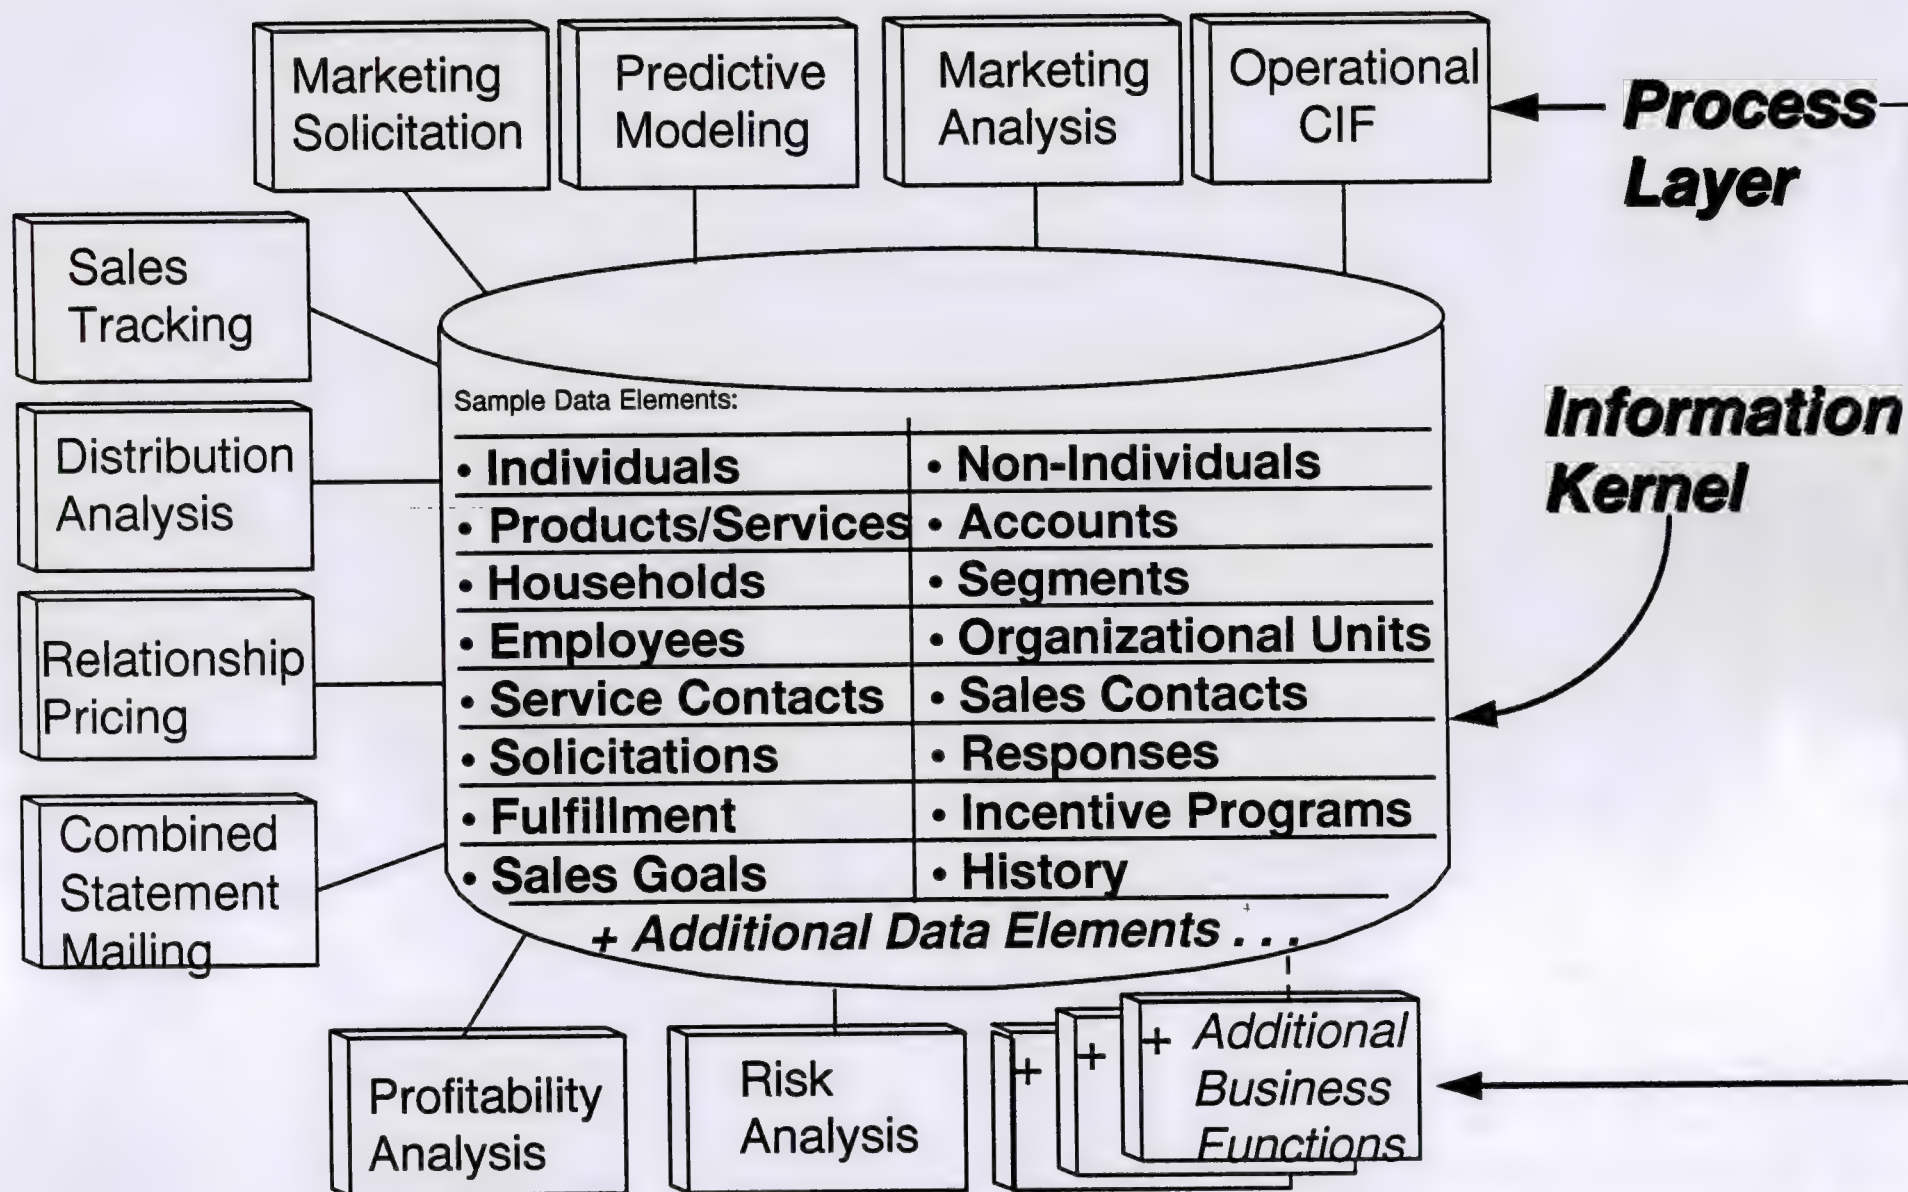 Marketing
Solicitation
Predictive
Modeling
Marketing
Analysis
Operational
CIF
Process
Layer
Sales
Tracking
Distribution
Analysis
Relationship
Pricing
Combined
Statement
Mailing
Sample Data Elements:
• Individuals
• Non-Individuals
• Products/Services
• Accounts
• Households
• Segments
• Employees
• Organizational Units
• Service Contacts
• Sales Contacts
• Solicitations
• Responses
• Fulfillment
• Incentive Programs
• Sales Goals
• History
+ Additional Data Elements . . .
Information
Kernel
Profitability
Analysis
Risk
Analysis
+
+
+ Additional
Business
Functions